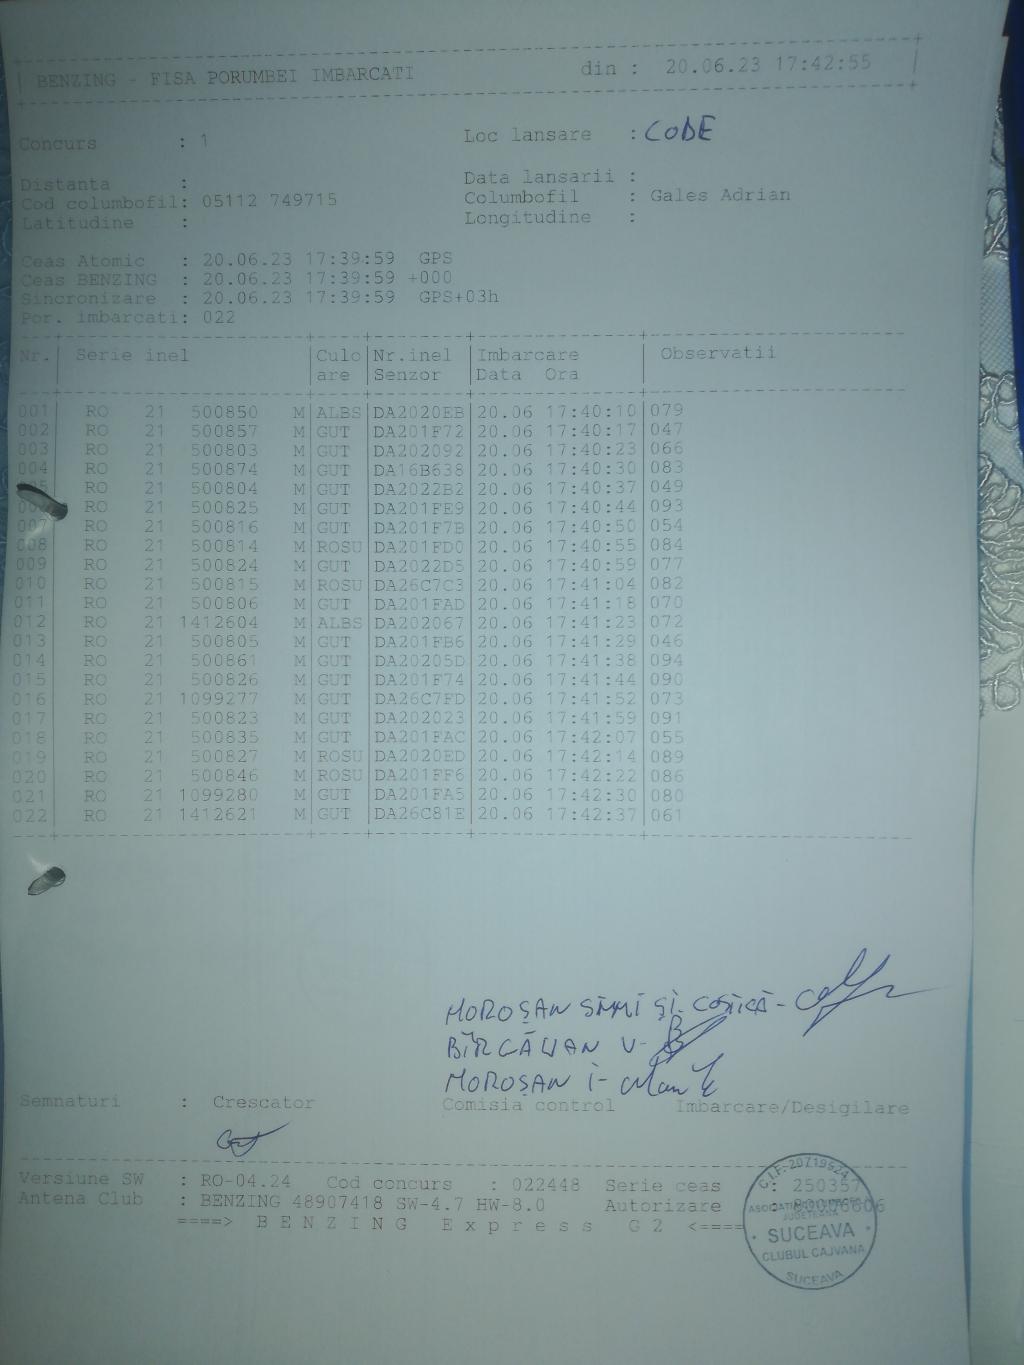 BENZING - FISA PORUMBEI IMBARCATI din : 20.06.23 17:42:55
Concurs : 1 Loc lansare : CODE
Distanta : Data lansarii :
Cod columbofil: 05112 749715 Columbofil : Gales Adrian
Latitudine : Longitudine :
Ceas Atomic : 20.06.23 17:39:59 GPS
Ceas BENZING : 20.06.23 17:39:59 +000
Sincronizare : 20.06.23 17:39:59 GPS+03h
Por. imbarcati: 022
Nr. Serie inel Culo Nr.inel Imbarcare Observatii
are Senzor Data Ora
001 RO 21 500850 M ALBS DA2020EB 20.06 17:40:10 079
002 RO 21 500857 M GUT DA201F72 20.06 17:40:17 047
003 RO 21 500803 M GUT DA202092 20.06 17:40:23 066
004 RO 21 500874 M GUT DA16B638 20.06 17:40:30 083
05 RO 21 500804 M GUT DA2022B2 20.06 17:40:37 049
006 RO 21 500825 M GUT DA201FE9 20.06 17:40:44 093
007 RO 21 500816 M GUT DA201F7B 20.06 17:40:50 054
008 RO 21 500814 M ROSU DA201FD0 20.06 17:40:55 084
009 RO 21 500824 M GUT DA2022D5 20.06 17:40:59 077
010 RO 21 500815 M ROSU DA26C7C3 20.06 17:41:04 082
011 RO 21 500806 M GUT DA201FAD 20.06 17:41:18 070
012 RO 21 1412604 M ALBS DA202067 20.06 17:41:23 072
013 RO 21 500805 M GUT DA201FB6 20.06 17:41:29 046
014 RO 21 500861 M GUT DA20205D 20.06 17:41:38 094
015 RO 21 500826 M GUT DA201F74 20.06 17:41:44 090
016 RO 21 1099277 M GUT DA26C7FD 20.06 17:41:52 073
017 RO 21 500823 M GUT DA202023 20.06 17:41:59 091
018 RO 21 500835 M GUT DA201FAC 20.06 17:42:07 055
019 RO 21 500827 M ROSU DA2020ED 20.06 17:42:14 089
020 RO 21 500846 M ROSU DA201FF6 20.06 17:42:22 086
021 RO 21 1099280 M GUT DA201FA5 20.06 17:42:30 080
022 RO 21 1412621 M GUT DA26C81E 20.06 17:42:37 061
MOROȘAN SIMI ȘI COSTICĂ -
BÎRGĂUAN V -
MOROȘAN I -
Semnaturi : Crescator Comisia control Imbarcare/Desigilare
Versiune SW : RO-04.24 Cod concurs : 022448 Serie ceas : 250357
Antena Club : BENZING 48907418 SW-4.7 HW-8.0 Autorizare : 80006606
====> B E N Z I N G E x p r e s s G 2 <====
C.I.F. 20719524
JUDETEANA
SUCEAVA
CLUBUL CAJVANA
SUCEAVA